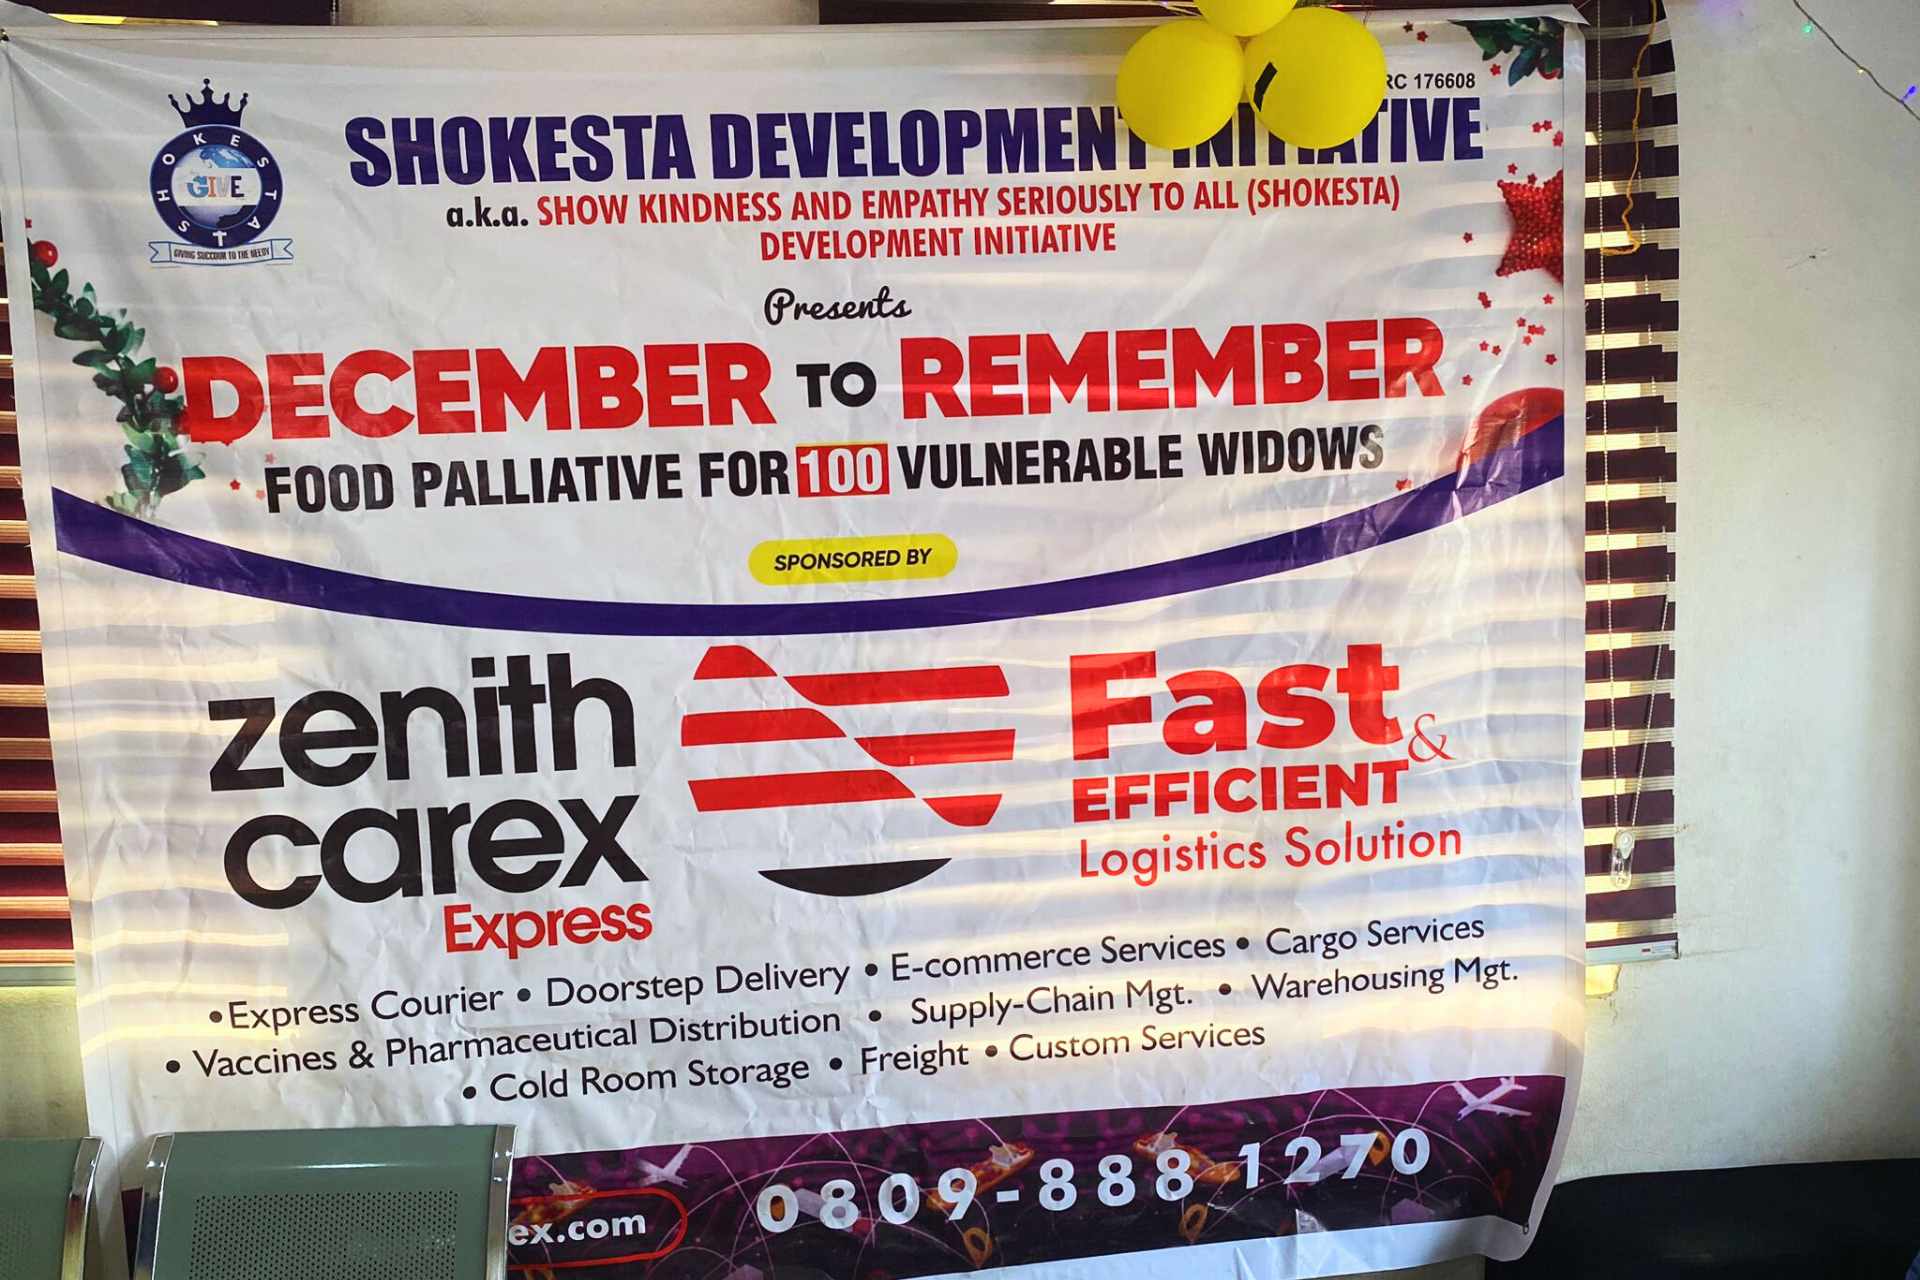 RC 176608
SHOKESTA
GIVE
GIVING SUCCOUR TO THE NEEDY
SHOKESTA DEVELOPMENT INITIATIVE
a.k.a. SHOW KINDNESS AND EMPATHY SERIOUSLY TO ALL (SHOKESTA)
DEVELOPMENT INITIATIVE
Presents
DECEMBER TO REMEMBER
FOOD PALLIATIVE FOR 100 VULNERABLE WIDOWS
SPONSORED BY
zenith
carex
Express
Fast &
EFFICIENT
Logistics Solution
• Express Courier • Doorstep Delivery • E-commerce Services • Cargo Services
• Vaccines & Pharmaceutical Distribution • Supply-Chain Mgt. • Warehousing Mgt.
• Cold Room Storage • Freight • Custom Services
ex.com
0809-888 1270